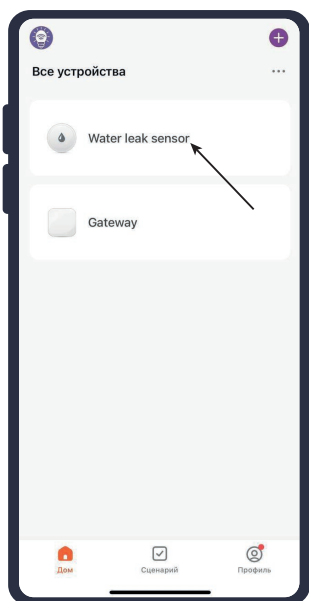 Все устройства
Water leak sensor
Gateway
Дом Сценарий Профиль